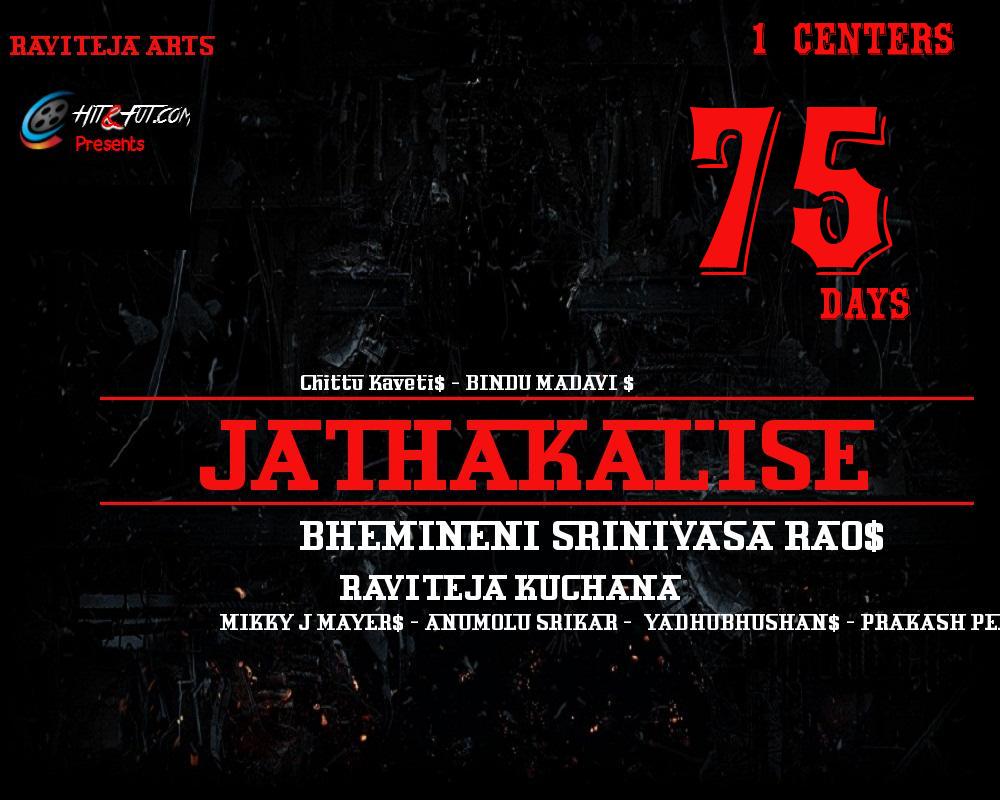 RAVITEJA ARTS
1 CENTERS
HIT&FUT.COM
Presents
75
DAYS
Chittu Kaveti$ - BINDU MADAVI $
JATHAKALISE
BHEMINENI SRINIVASA RAO$
RAVITEJA KUCHANA
MIKKY J MAYER$ - ANUMOLU SRIKAR - YADHUBHUSHAN$ - PRAKASH